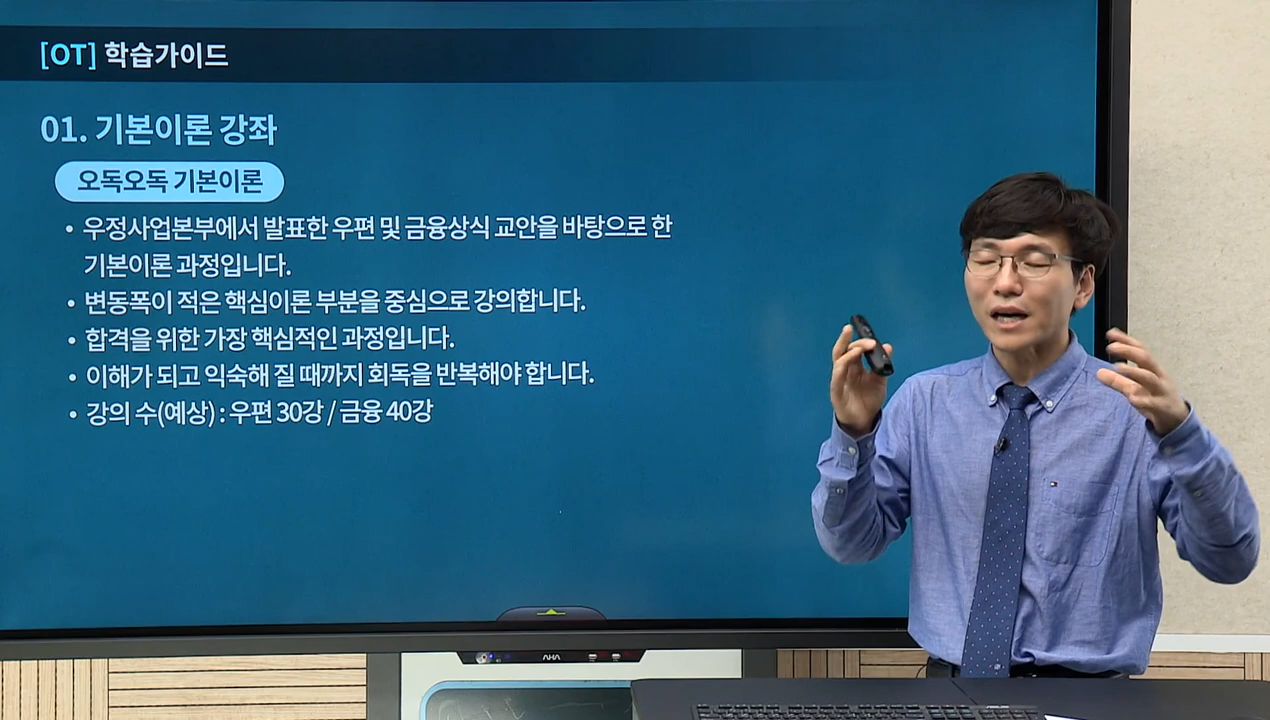 [OT] 학습가이드
01. 기본이론 강좌
오독오독 기본이론
• 우정사업본부에서 발표한 우편 및 금융상식 교안을 바탕으로 한
기본이론 과정입니다.
• 변동폭이 적은 핵심이론 부분을 중심으로 강의합니다.
• 합격을 위한 가장 핵심적인 과정입니다.
• 이해가 되고 익숙해 질 때까지 회독을 반복해야 합니다.
• 강의 수(예상) : 우편 30강 / 금융 40강
AHA